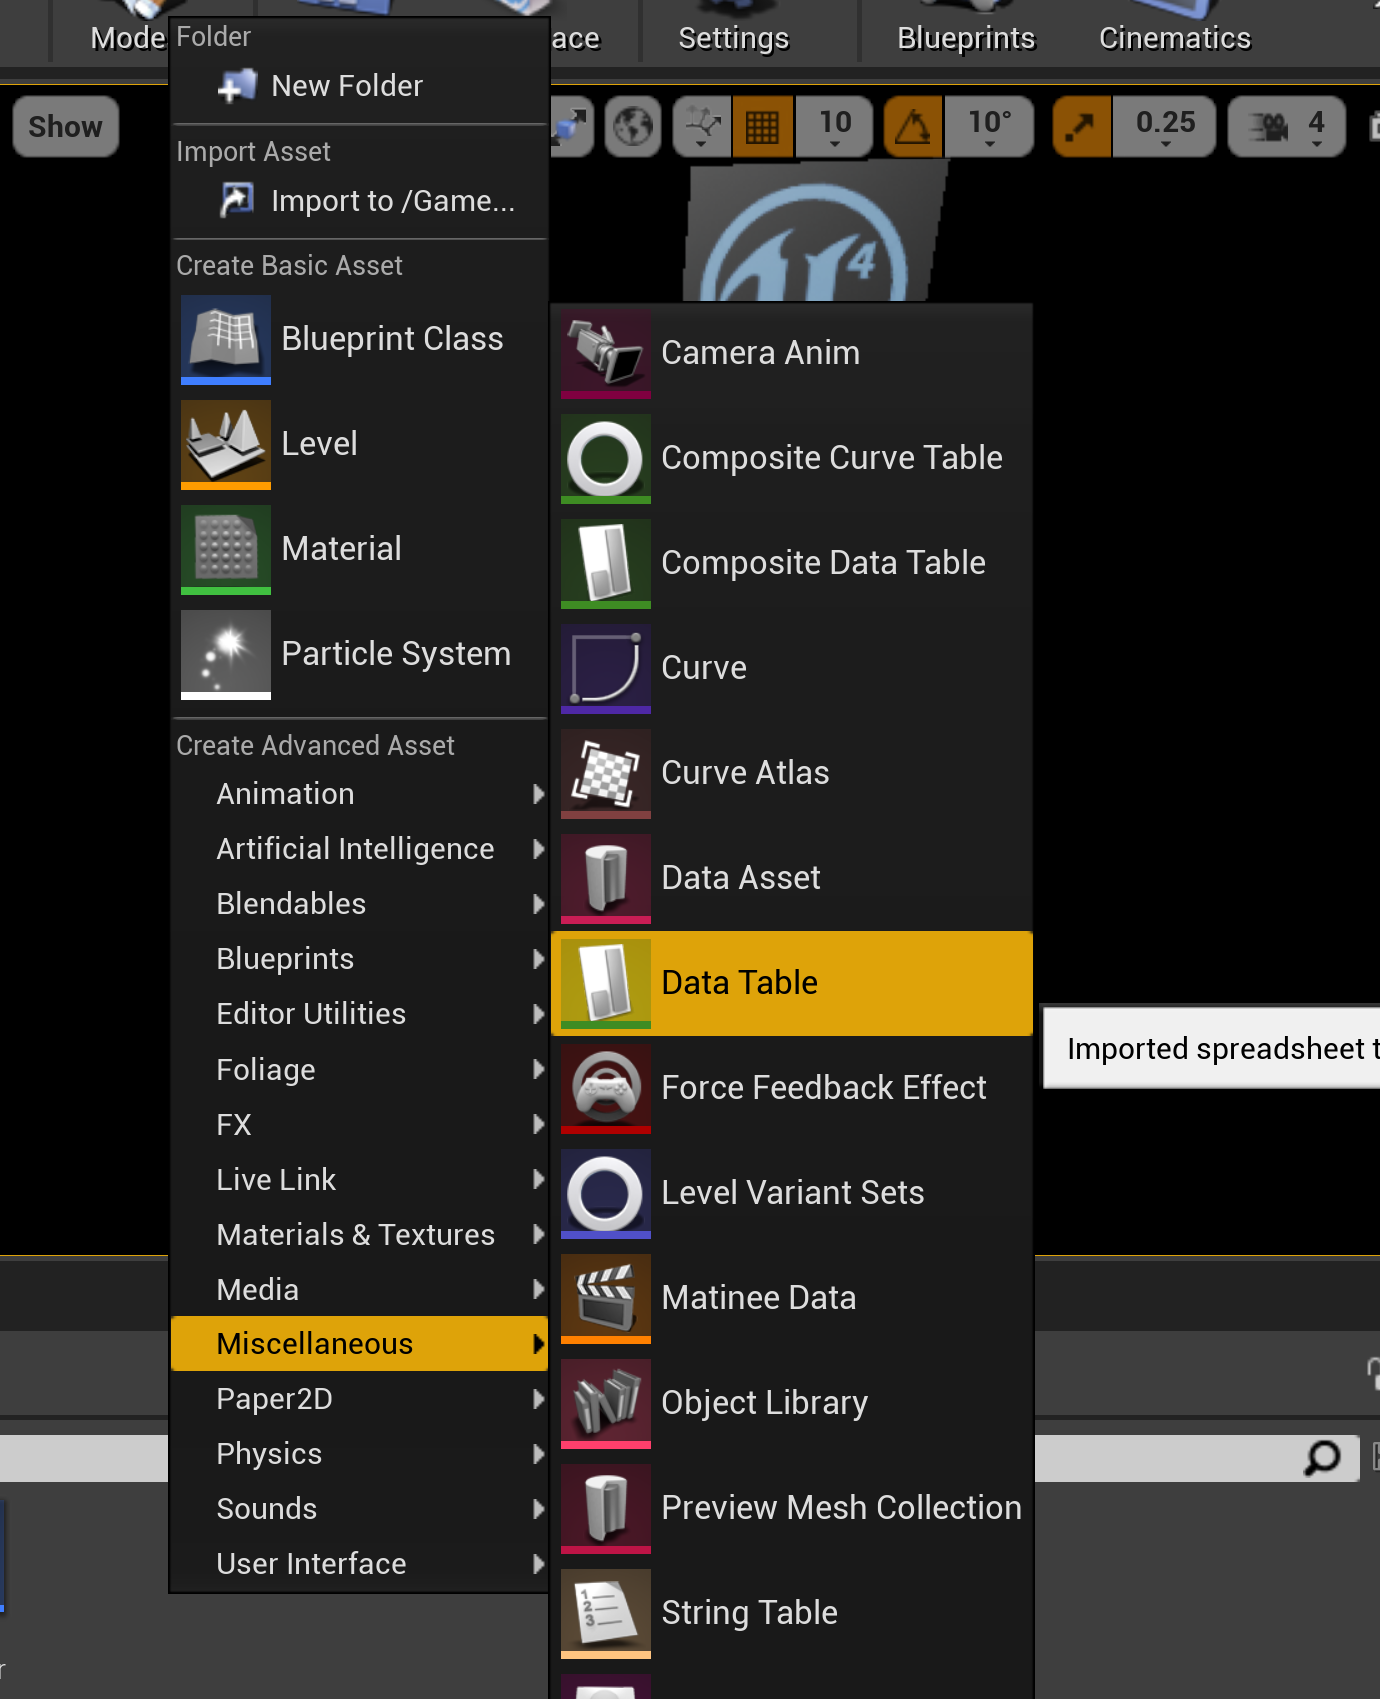 Mode
ace
Settings
Blueprints
Cinematics
Show
10
10°
0.25
4
4
Folder
New Folder
Import Asset
Import to /Game...
Create Basic Asset
Blueprint Class
Level
Material
Particle System
Create Advanced Asset
Animation
Artificial Intelligence
Blendables
Blueprints
Editor Utilities
Foliage
FX
Live Link
Materials & Textures
Media
Miscellaneous
Paper2D
Physics
Sounds
User Interface
Camera Anim
Composite Curve Table
Composite Data Table
Curve
Curve Atlas
Data Asset
Data Table
Force Feedback Effect
Level Variant Sets
Matinee Data
Object Library
Preview Mesh Collection
1
2
3
String Table
Imported spreadsheet t
r